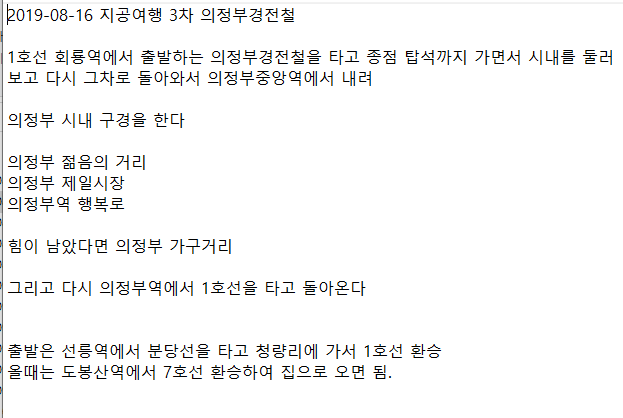 2019-08-16 지공여행 3차 의정부경전철
1호선 회룡역에서 출발하는 의정부경전철을 타고 종점 탑석까지 가면서 시내를 둘러
보고 다시 그차로 돌아와서 의정부중앙역에서 내려
의정부 시내 구경을 한다
의정부 젊음의 거리
의정부 제일시장
의정부역 행복로
힘이 남았다면 의정부 가구거리
그리고 다시 의정부역에서 1호선을 타고 돌아온다
출발은 선릉역에서 분당선을 타고 청량리에 가서 1호선 환승
올때는 도봉산역에서 7호선 환승하여 집으로 오면 됨.